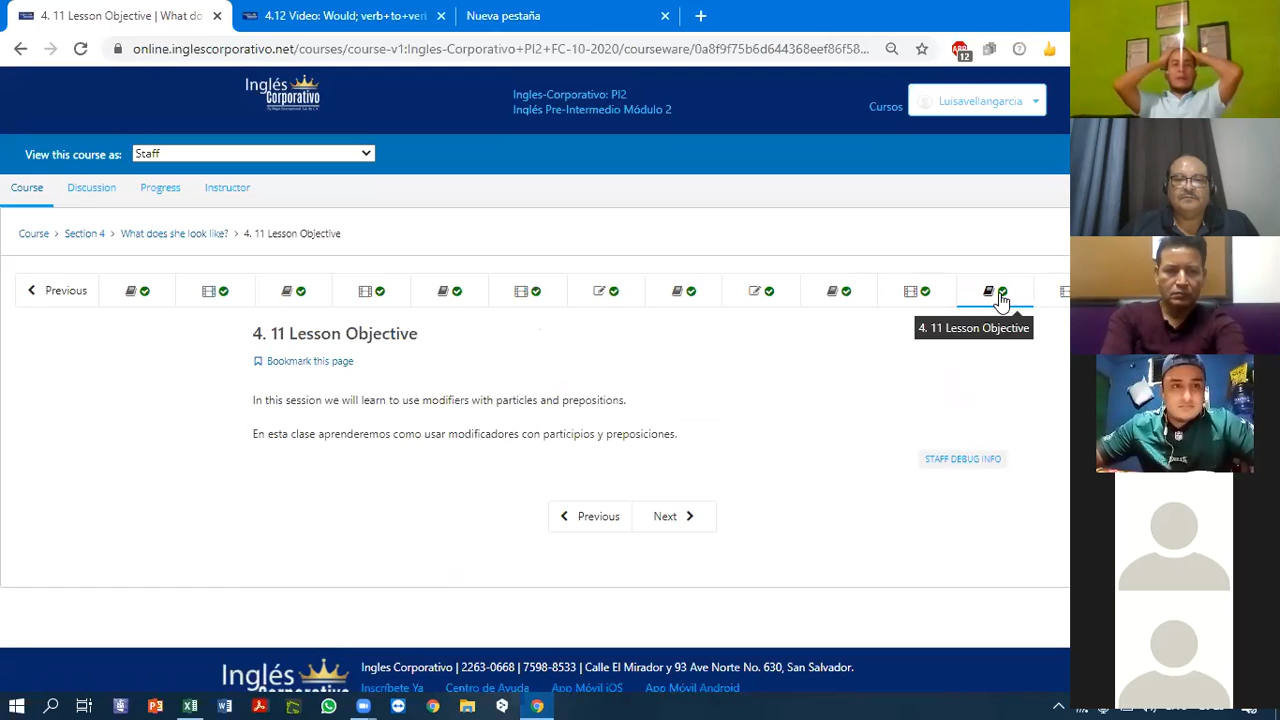 4. 11 Lesson Objective | What do
4.12 Video: Would; verb+to+verb
Nueva pestaña
online.inglescorporativo.net/courses/course-v1:Ingles-Corporativo+PI2+FC-10-2020/courseware/0a8f9f75b6d644368eef86f58...
ABP
12
Inglés
Corporativo
Ingles-Corporativo: PI2
Inglés Pre-Intermedio Módulo 2
Cursos
Luisavellangarcia
View this course as:
Staff
Course
Discussion
Progress
Instructor
Course > Section 4 > What does she look like? > 4. 11 Lesson Objective
Previous
4. 11 Lesson Objective
4. 11 Lesson Objective
Bookmark this page
In this session we will learn to use modifiers with particles and prepositions.
En esta clase aprenderemos como usar modificadores con participios y preposiciones.
STAFF DEBUG INFO
Previous
Next
Inglés
Ingles Corporativo | 2263-0668 | 7598-8533 | Calle El Mirador y 93 Ave Norte No. 630, San Salvador.
Inscríbete Ya
Centro de Ayuda
App Móvil iOS
App Móvil Android